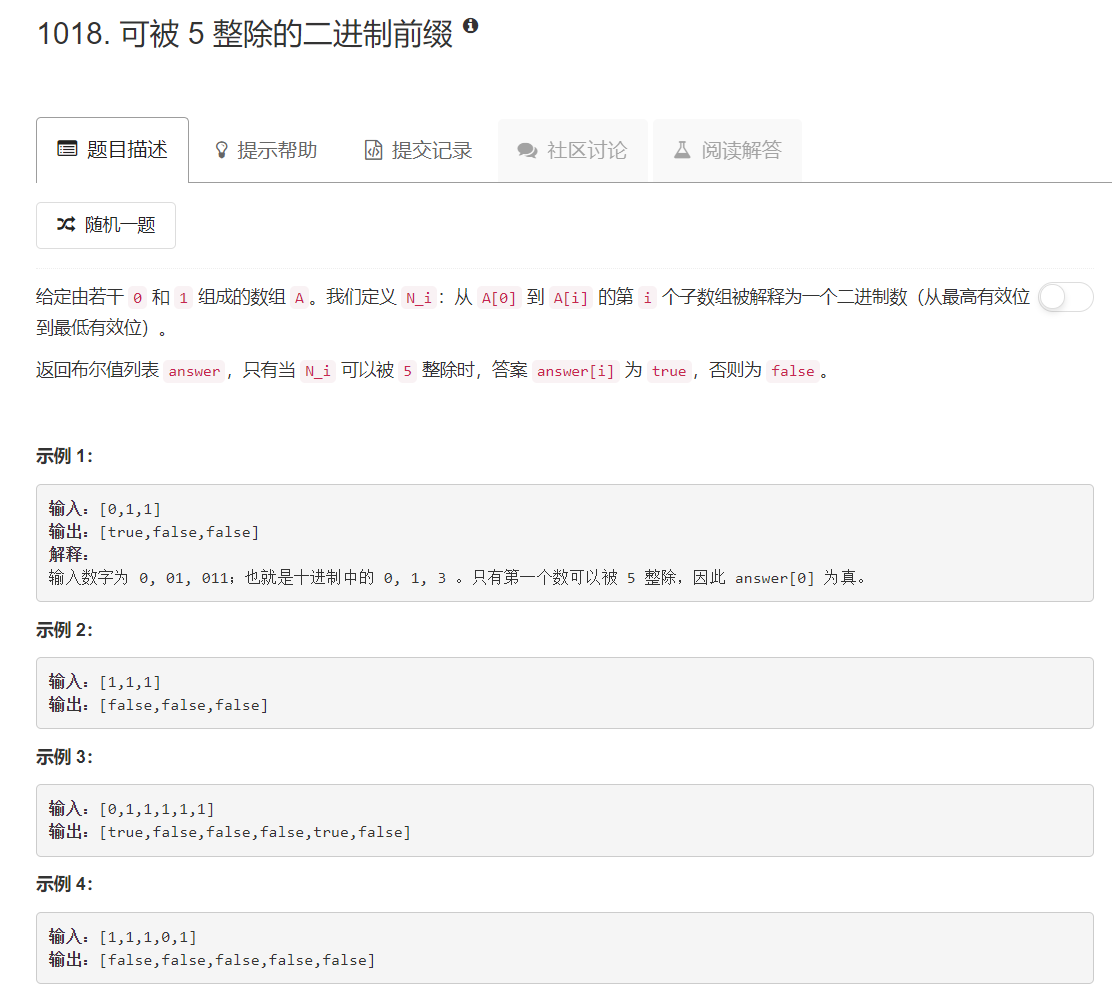 1018. 可被 5 整除的二进制前缀
题目描述 提示帮助 提交记录 社区讨论 阅读解答
随机一题
给定由若干 0 和 1 组成的数组 A。我们定义 N_i：从 A[0] 到 A[i] 的第 i 个子数组被解释为一个二进制数（从最高有效位
到最低有效位）。
返回布尔值列表 answer，只有当 N_i 可以被 5 整除时，答案 answer[i] 为 true，否则为 false。
示例 1：
输入：[0,1,1]
输出：[true,false,false]
解释：
输入数字为 0, 01, 011；也就是十进制中的 0, 1, 3 。只有第一个数可以被 5 整除，因此 answer[0] 为真。
示例 2：
输入：[1,1,1]
输出：[false,false,false]
示例 3：
输入：[0,1,1,1,1,1]
输出：[true,false,false,false,true,false]
示例 4：
输入：[1,1,1,0,1]
输出：[false,false,false,false,false]